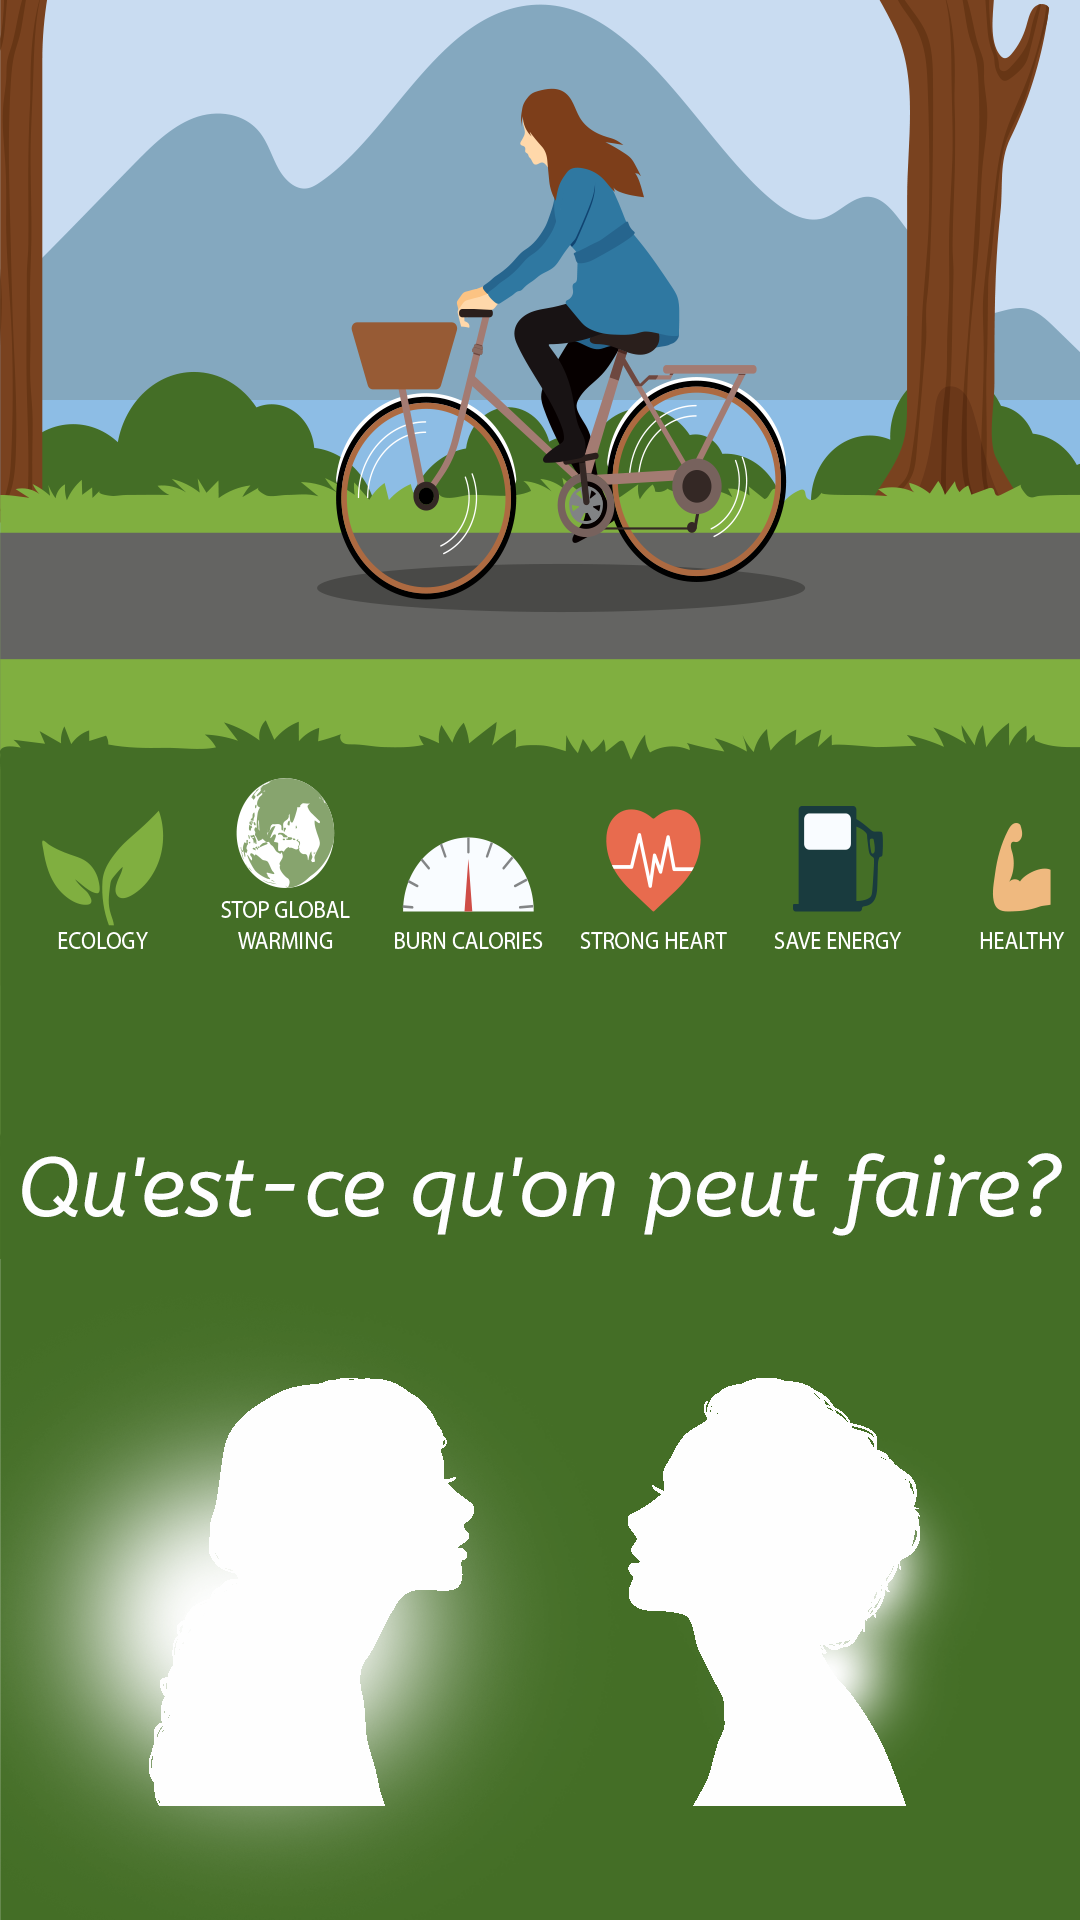 STOP GLOBAL
WARMING
ECOLOGY
BURN CALORIES
STRONG HEART
SAVE ENERGY
HEALTHY
Qu'est-ce qu'on peut faire?